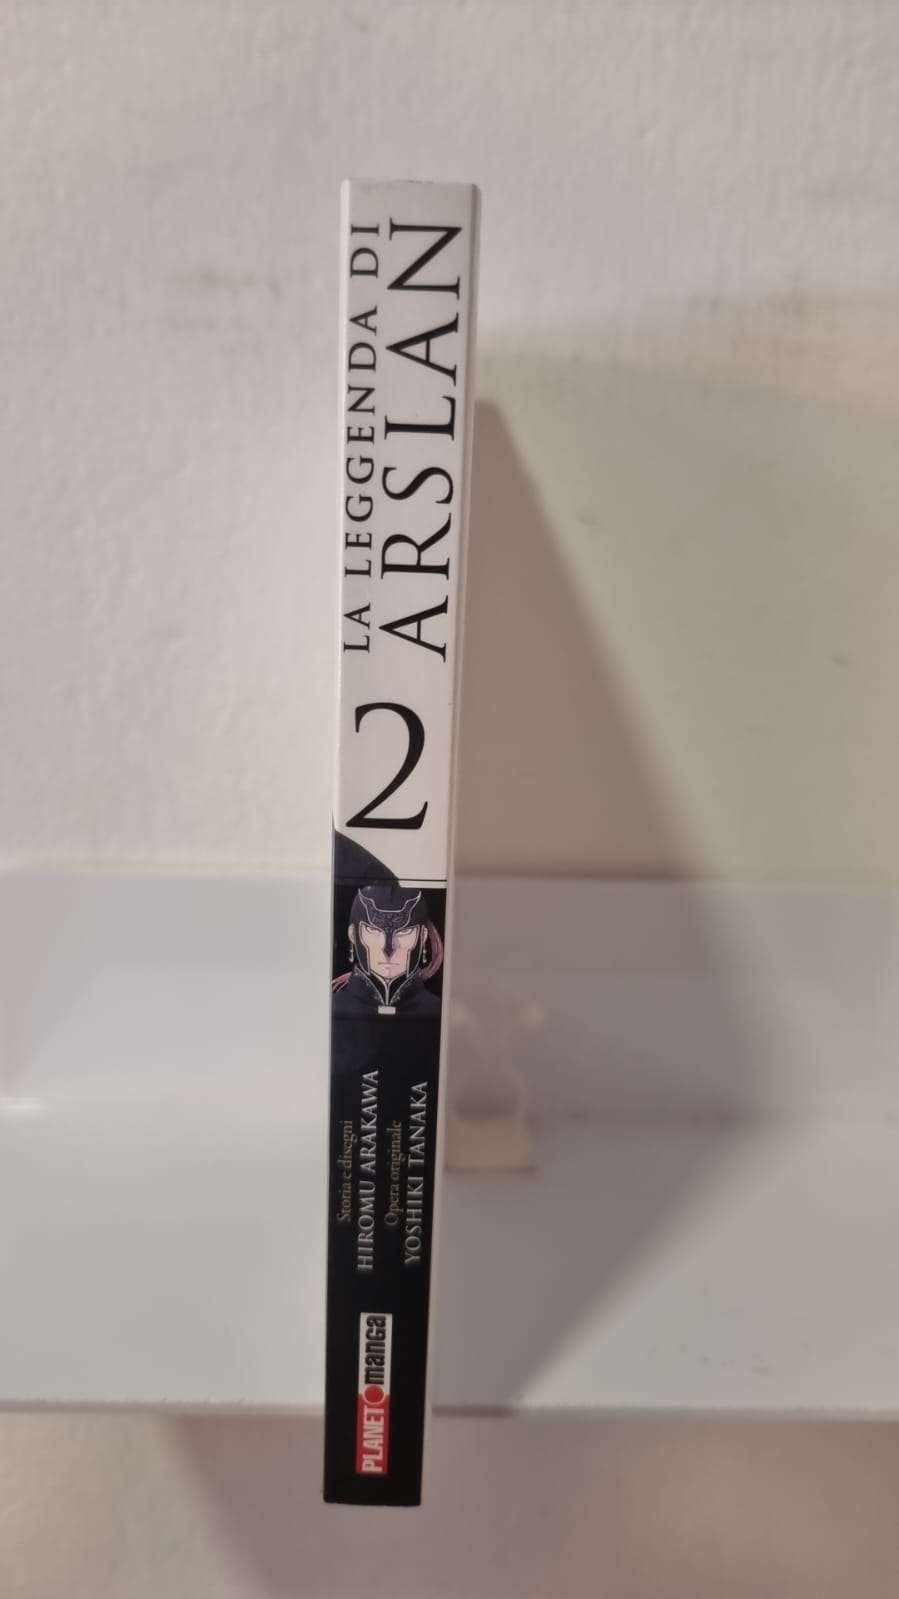 LA LEGGENDA DI
ARSLAN
2
Storia e disegni
HIROMU ARAKAWA
Opera originale
YOSHIKI TANAKA
PLANET manga